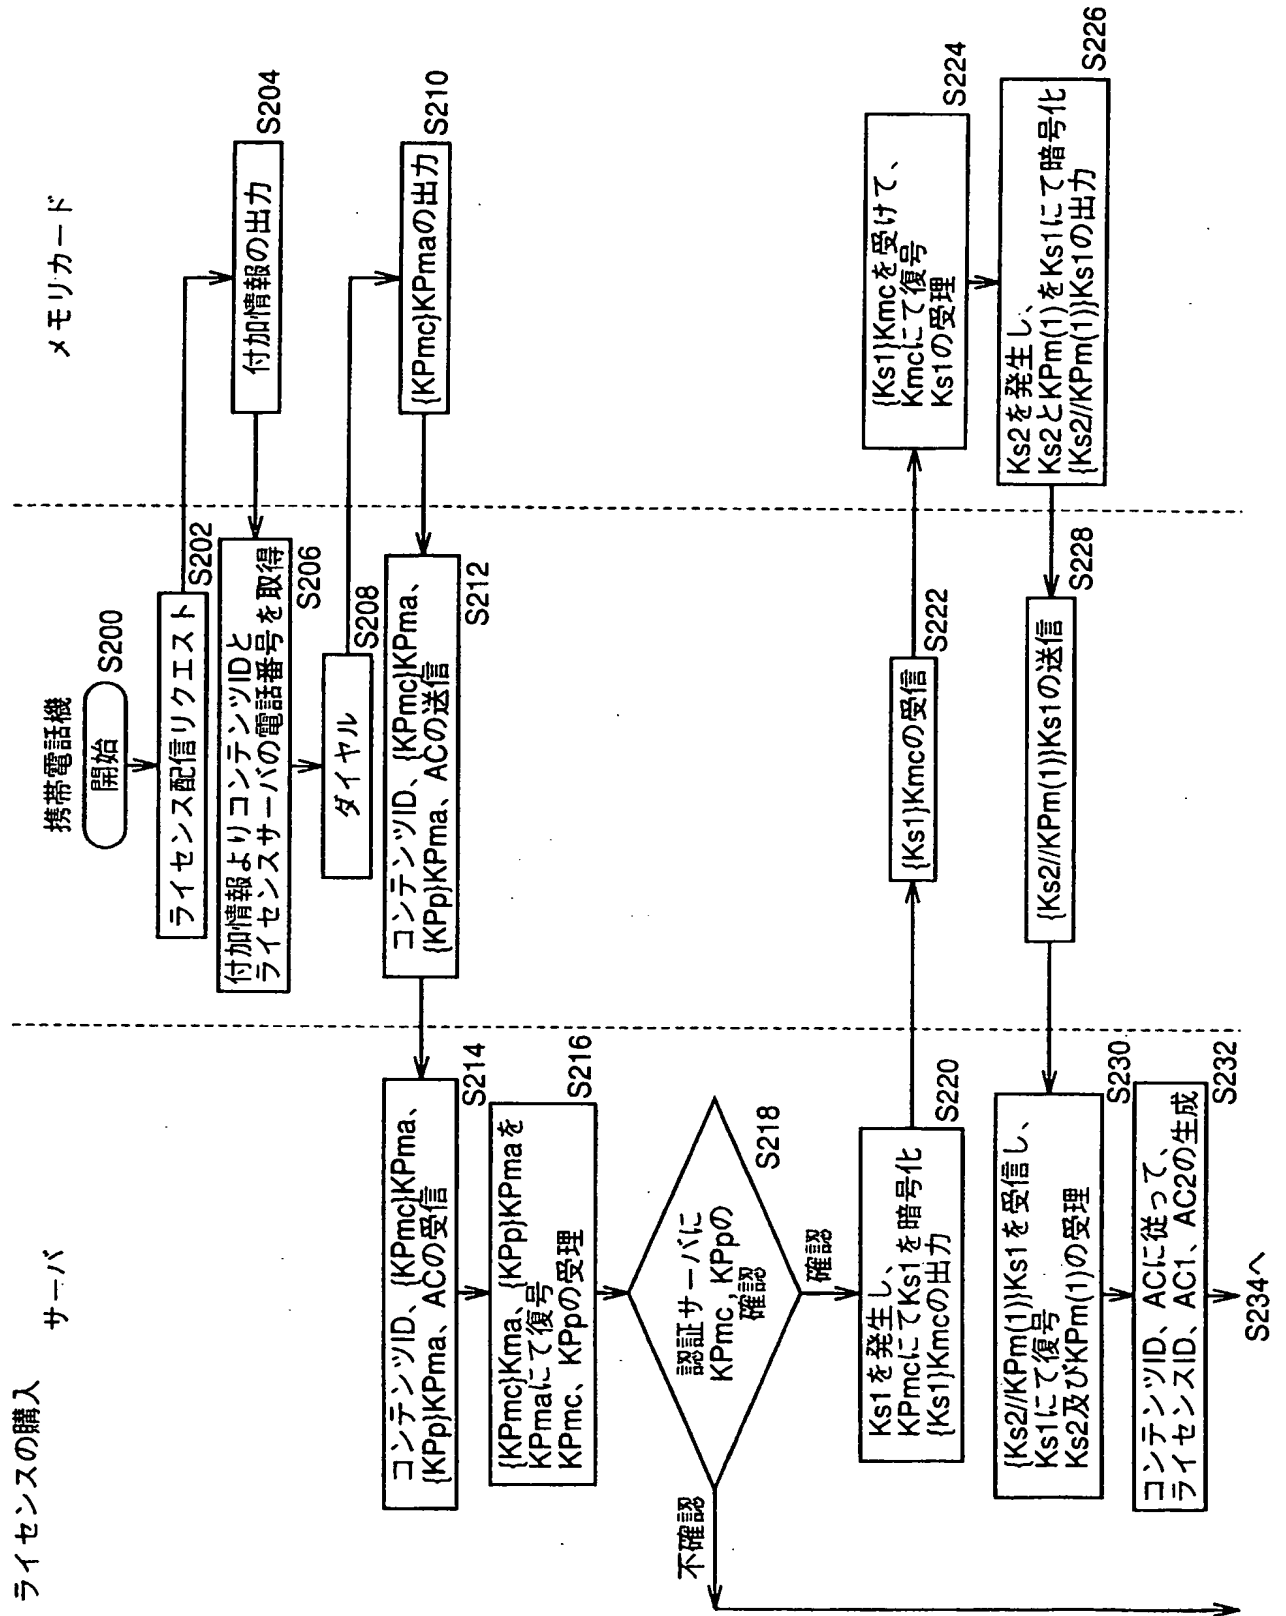 ライセンスの購入
サーバ
携帯電話機
メモリカード
開始
S200
ライセンス配信リクエスト
S202
付加情報の出力
S204
付加情報よりコンテンツIDと
ライセンスサーバの電話番号を取得
S206
ダイヤル
S208
{KPmc}KPmaの出力
S210
コンテンツID、{KPmc}KPma、
{KPp}KPma、ACの送信
S212
コンテンツID、{KPmc}KPma、
{KPp}KPma、ACの受信
S214
{KPmc}Kma、{KPp}KPmaを
KPmaにて復号
KPmc、KPpの受理
S216
認証サーバに
KPmc,KPpの
確認
S218
不確認
確認
Ks1を発生し、
KPmcにてKs1を暗号化
{Ks1}Kmcの出力
S220
{Ks1}Kmcの受信
S222
{Ks1}Kmcを受けて、
Kmcにて復号
Ks1の受理
S224
Ks2を発生し、
Ks2とKPm(1)をKs1にて暗号化
{Ks2//KPm(1)}Ks1の出力
S226
{Ks2//KPm(1)}Ks1の送信
S228
{Ks2//KPm(1)}Ks1を受信し、
Ks1にて復号
Ks2及びKPm(1)の受理
S230
コンテンツID、ACに従って、
ライセンスID、AC1、AC2の生成
S232
S234へ